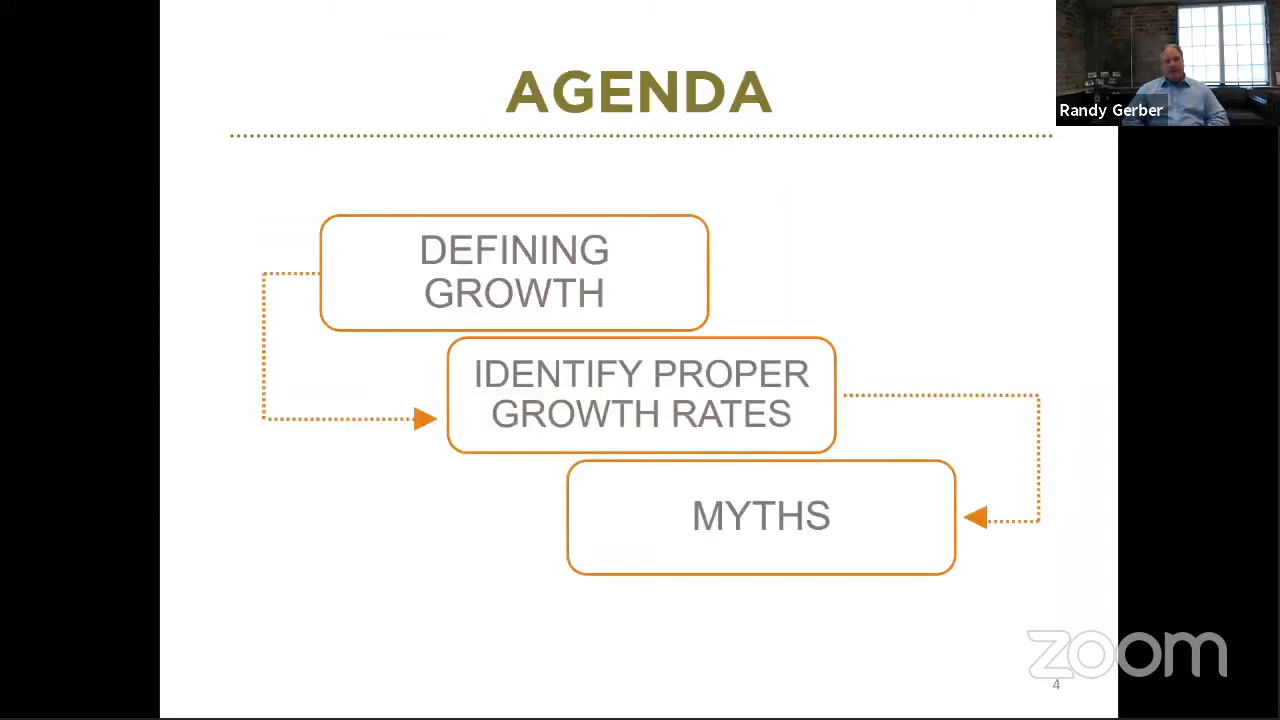 AGENDA
Randy Gerber
DEFINING
GROWTH
IDENTIFY PROPER
GROWTH RATES
MYTHS
zoom
4